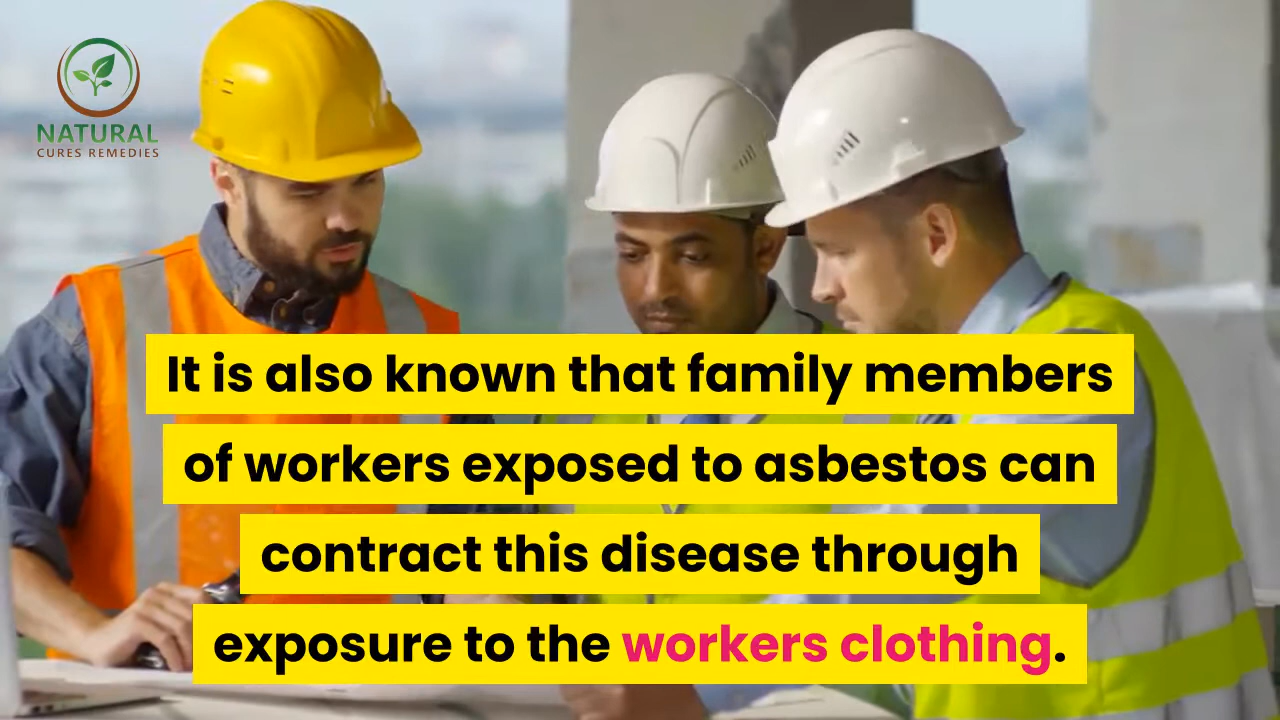 NATURAL
CURES REMEDIES
It is also known that family members
of workers exposed to asbestos can
contract this disease through
exposure to the workers clothing.